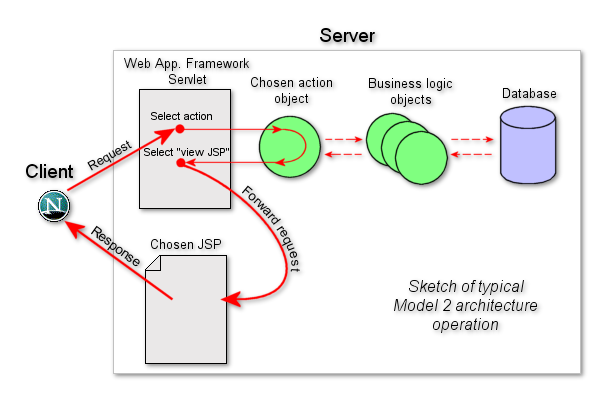 Server
Web App. Framework
Servlet
Chosen action
object
Business logic
objects
Database
Select action
Select "view JSP"
Client
N
Request
Response
Forward request
Chosen JSP
Sketch of typical
Model 2 architecture
operation